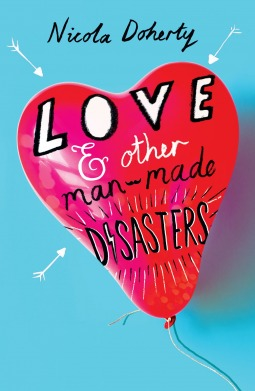 Nicola Doherty
LOVE
& other
man-made
DISASTERS